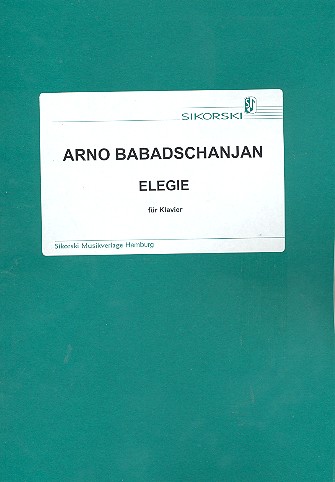 SIKORSKI
ARNO BABADSCHANJAN
ELEGIE
für Klavier
Sikorski Musikverlage Hamburg